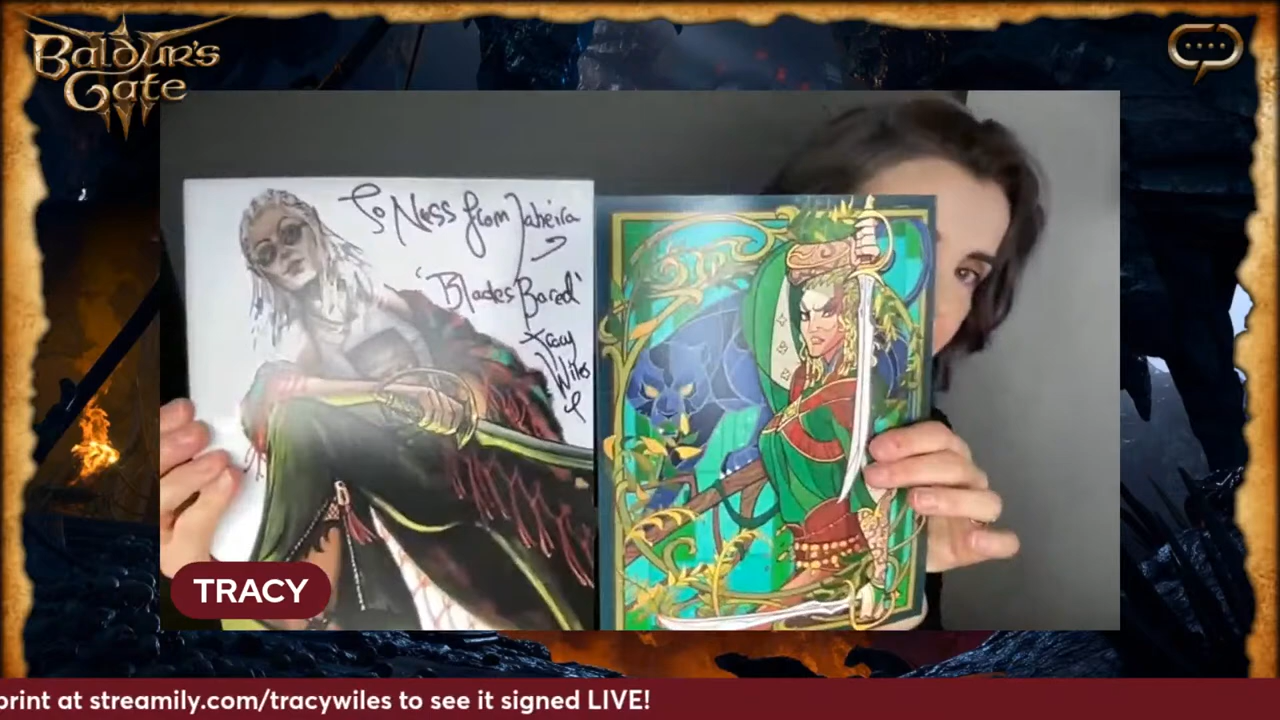 Baldur's
Gate
III
To Ness from Jaheira
'Blades Bared'
Tracy
Wiles
TRACY
print at streamily.com/tracywiles to see it signed LIVE!